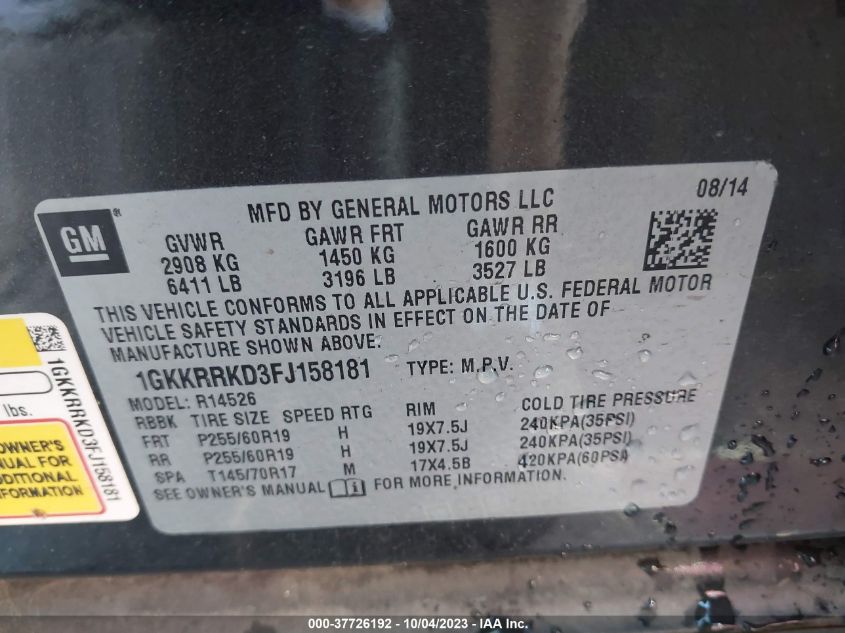 08/14
MFD BY GENERAL MOTORS LLC
GM ®
GVWR GAWR FRT GAWR RR
2908 KG 1450 KG 1600 KG
6411 LB 3196 LB 3527 LB
THIS VEHICLE CONFORMS TO ALL APPLICABLE U.S. FEDERAL MOTOR
VEHICLE SAFETY STANDARDS IN EFFECT ON THE DATE OF
MANUFACTURE SHOWN ABOVE.
1GKKRRKD3FJ158181 TYPE: M.P.V.
MODEL: R14526
RBBK TIRE SIZE SPEED RTG RIM COLD TIRE PRESSURE
FRT P255/60R19 H 19X7.5J 240KPA(35PSI)
RR P255/60R19 H 19X7.5J 240KPA(35PSI)
SPA T145/70R17 M 17X4.5B 420KPA(60PSA)
SEE OWNER'S MANUAL FOR MORE INFORMATION.
1GKKRRKD3FJ158181
lbs.
OWNER'S
MANUAL FOR
ADDITIONAL
INFORMATION
000-37726192 - 10/04/2023 - IAA Inc.